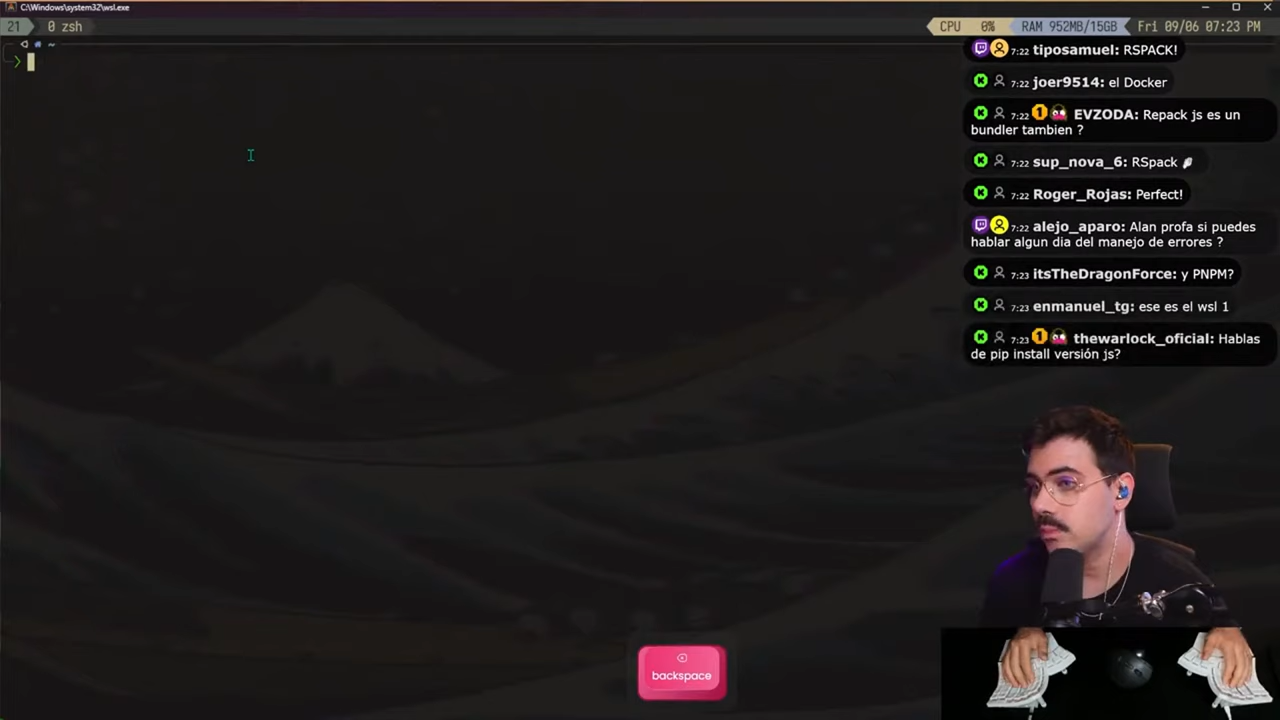 C:\Windows\system32\wsl.exe
21 0 zsh
CPU 0% RAM 952MB/15GB Fri 09/06 07:23 PM
~
7:22 tiposamuel: RSPACK!
7:22 joer9514: el Docker
7:22 1 EVZODA: Repack js es un
bundler tambien ?
7:22 sup_nova_6: RSpack
7:22 Roger_Rojas: Perfect!
7:22 alejo_aparo: Alan profa si puedes
hablar algun dia del manejo de errores ?
7:23 itsTheDragonForce: y PNPM?
7:23 enmanuel_tg: ese es el wsl 1
7:23 1 thewarlock_oficial: Hablas
de pip install versión js?
backspace